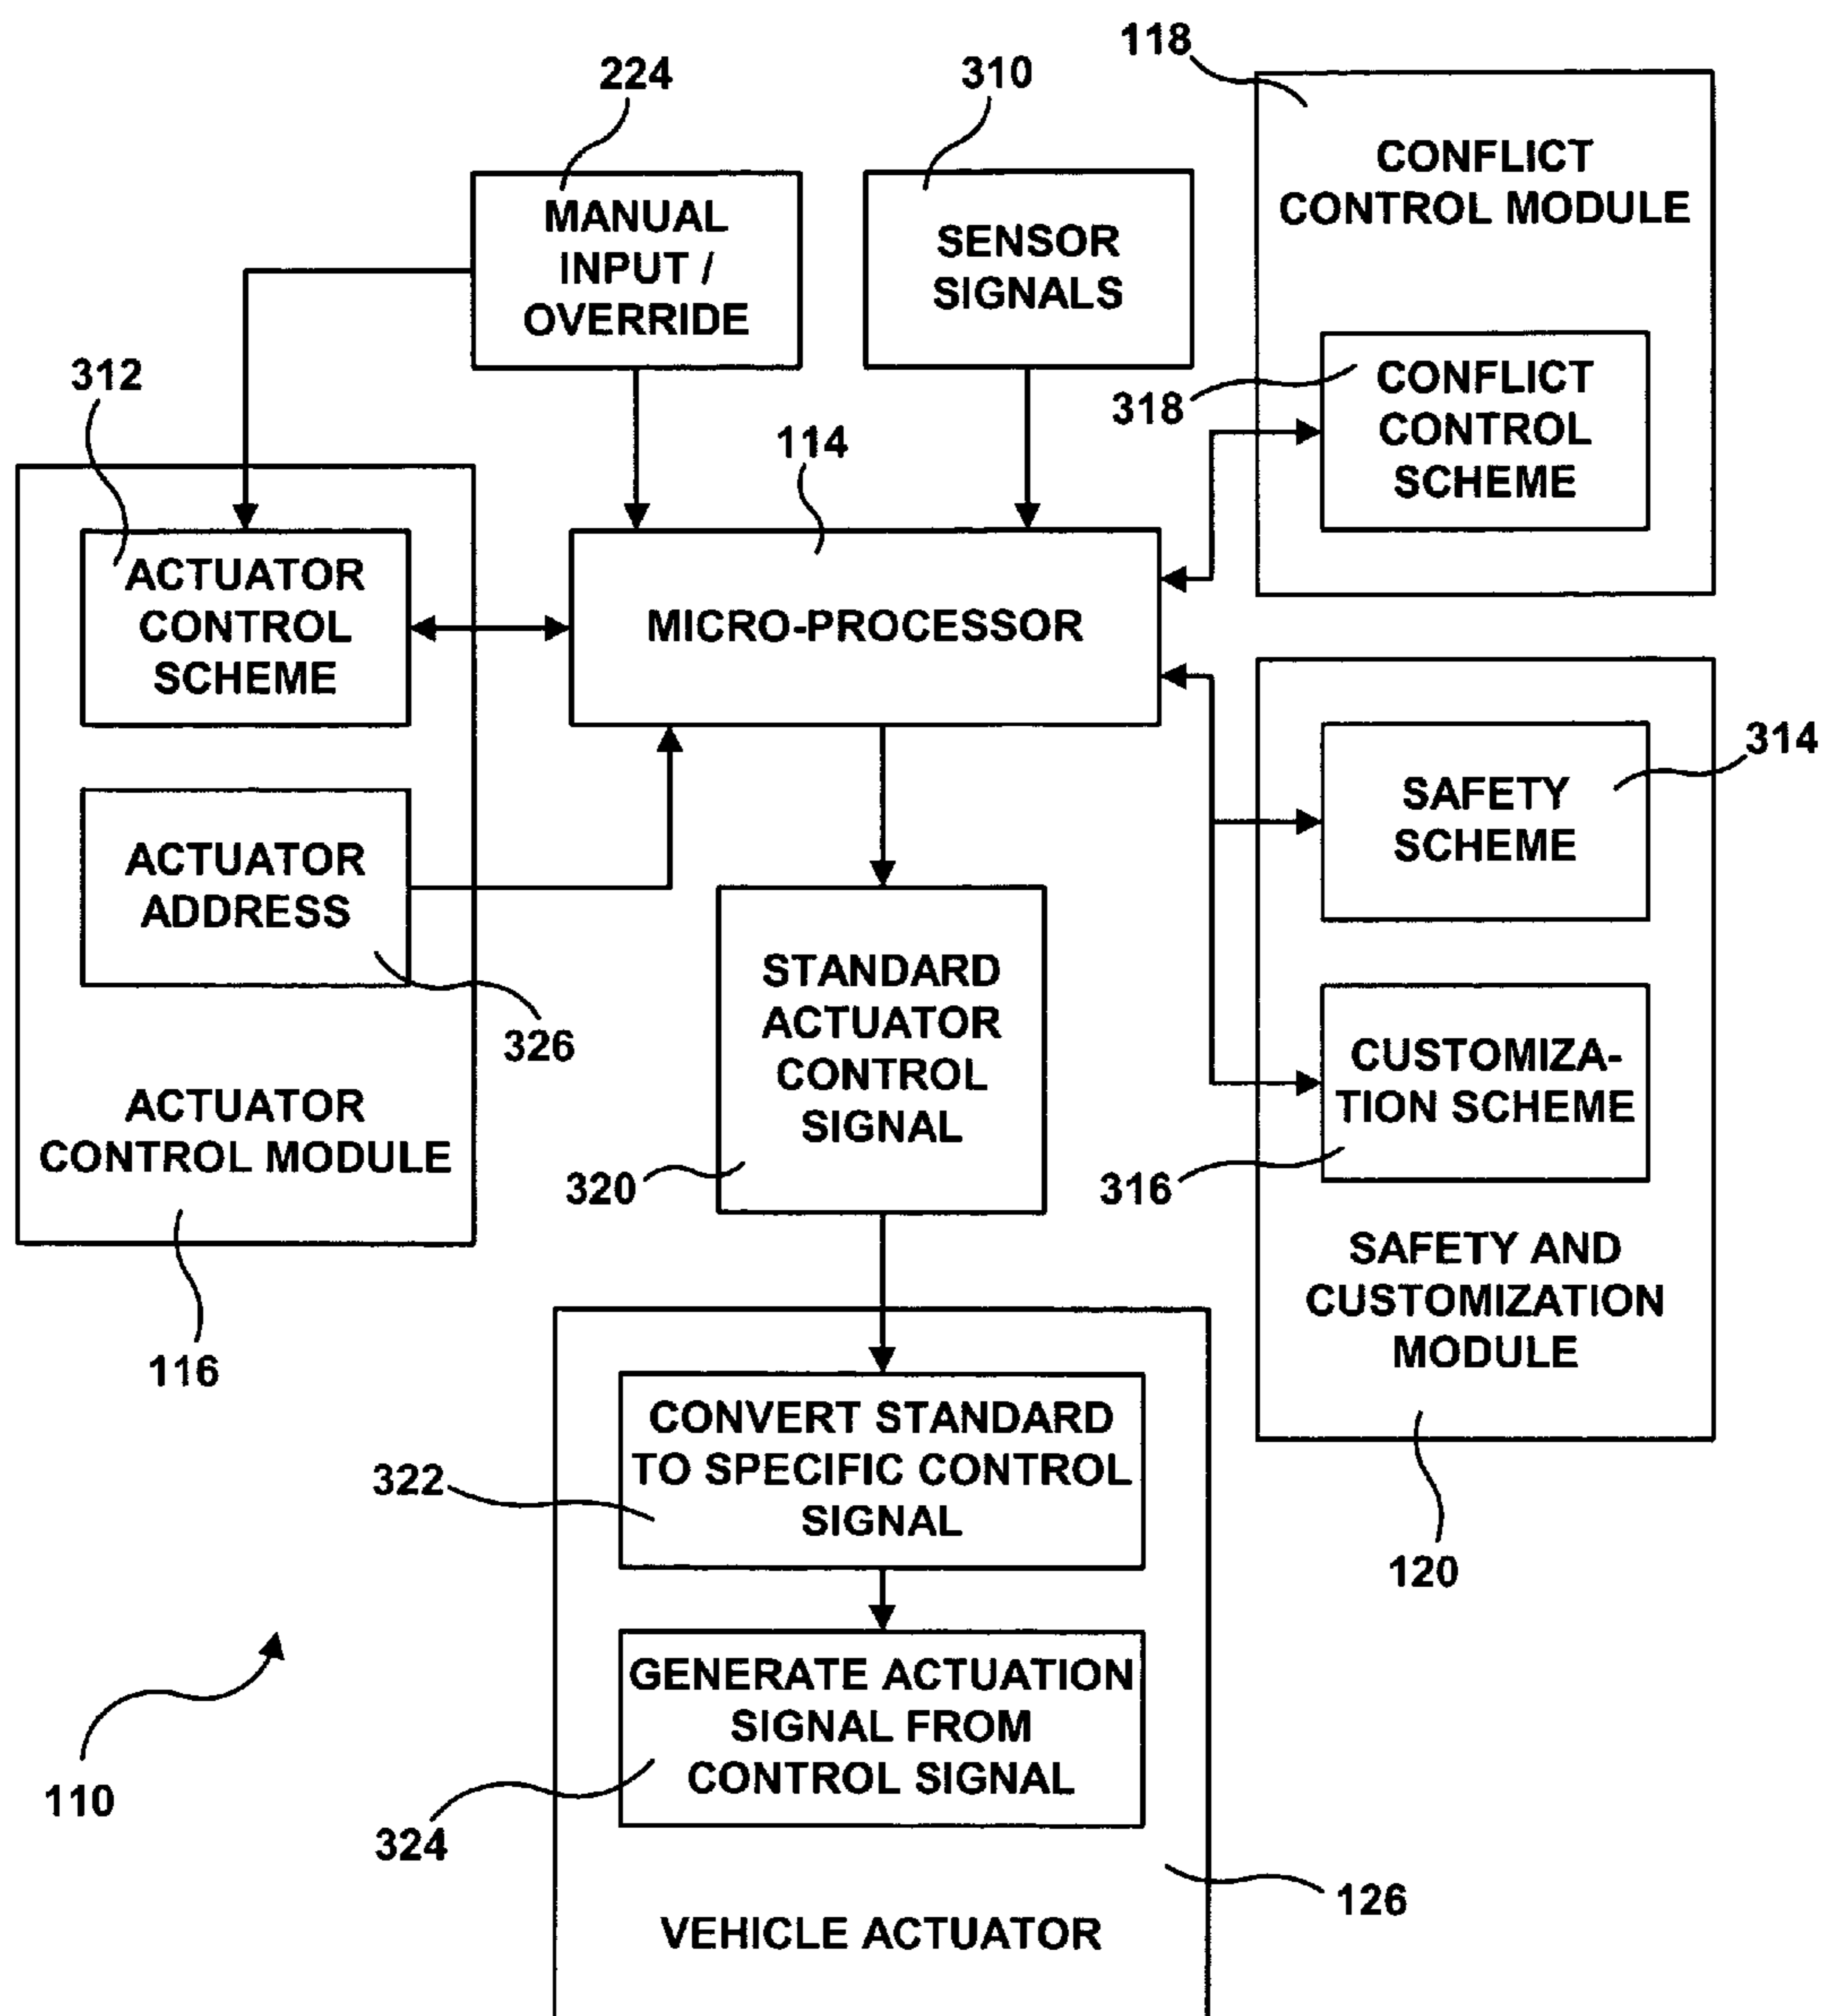 118
224
310
CONFLICT
CONTROL MODULE
MANUAL
INPUT /
OVERRIDE
SENSOR
SIGNALS
312
318
CONFLICT
CONTROL
SCHEME
114
ACTUATOR
CONTROL
SCHEME
MICRO-PROCESSOR
314
SAFETY
SCHEME
ACTUATOR
ADDRESS
326
STANDARD
ACTUATOR
CONTROL
SIGNAL
320
CUSTOMIZA-
TION SCHEME
316
ACTUATOR
CONTROL MODULE
116
SAFETY AND
CUSTOMIZATION
MODULE
120
CONVERT STANDARD
TO SPECIFIC CONTROL
SIGNAL
322
GENERATE ACTUATION
SIGNAL FROM
CONTROL SIGNAL
324
110
126
VEHICLE ACTUATOR